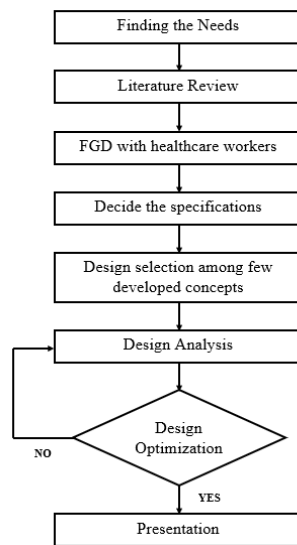 Finding the Needs
Literature Review
FGD with healthcare workers
Decide the specifications
Design selection among few
developed concepts
Design Analysis
Design
Optimization
NO
YES
Presentation